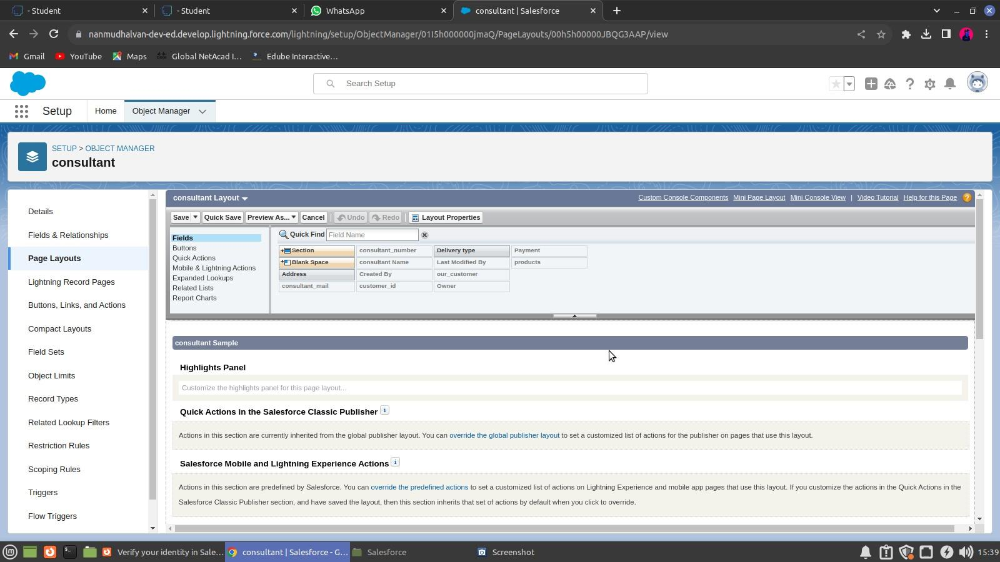 - Student
- Student
WhatsApp
consultant | Salesforce
nanmudhalvan-dev-ed.develop.lightning.force.com/lightning/setup/ObjectManager/01I5h000000jmaQ/PageLayouts/00h5h00000JBQG3AAP/view
Gmail
YouTube
Maps
Global NetAcad I...
Edube Interactive...
Search Setup
Setup
Home
Object Manager
SETUP > OBJECT MANAGER
consultant
Details
Fields & Relationships
Page Layouts
Lightning Record Pages
Buttons, Links, and Actions
Compact Layouts
Field Sets
Object Limits
Record Types
Related Lookup Filters
Restriction Rules
Scoping Rules
Triggers
Flow Triggers
consultant Layout
Custom Console Components Mini Page Layout Mini Console View | Video Tutorial Help for this Page
Save Quick Save Preview As... Cancel Undo Redo Layout Properties
Fields
Buttons
Quick Actions
Mobile & Lightning Actions
Expanded Lookups
Related Lists
Report Charts
Quick Find Field Name
Section consultant_number Delivery type Payment
Blank Space consultant Name Last Modified By products
Address Created By our_customer
consultant_mail customer_id Owner
consultant Sample
Highlights Panel
Customize the highlights panel for this page layout...
Quick Actions in the Salesforce Classic Publisher i
Actions in this section are currently inherited from the global publisher layout. You can override the global publisher layout to set a customized list of actions for the publisher on pages that use this layout.
Salesforce Mobile and Lightning Experience Actions i
Actions in this section are predefined by Salesforce. You can override the predefined actions to set a customized list of actions on Lightning Experience and mobile app pages that use this layout. If you customize the actions in the Quick Actions in the
Salesforce Classic Publisher section, and have saved the layout, then this section inherits that set of actions by default when you click to override.
Verify your identity in Sale...
consultant | Salesforce - G...
Salesforce
Screenshot
15:39